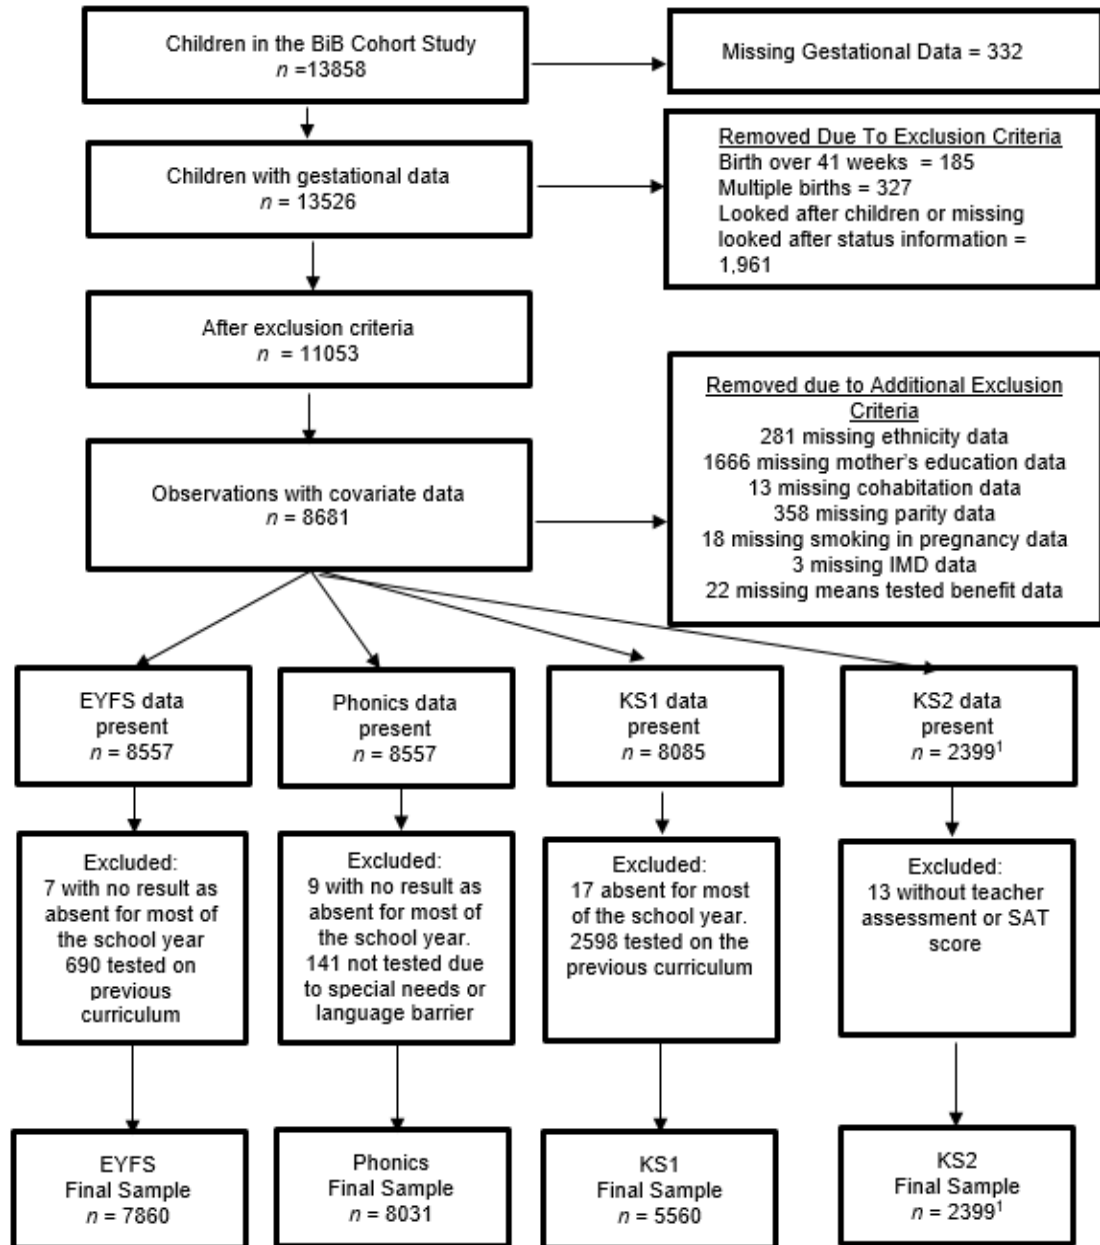 Children in the BiB Cohort Study
n =13858
Missing Gestational Data = 332
Children with gestational data
n = 13526
Removed Due To Exclusion Criteria
Birth over 41 weeks = 185
Multiple births = 327
Looked after children or missing
looked after status information =
1,961
After exclusion criteria
n = 11053
Removed due to Additional Exclusion
Criteria
281 missing ethnicity data
1666 missing mother's education data
13 missing cohabitation data
358 missing parity data
18 missing smoking in pregnancy data
3 missing IMD data
22 missing means tested benefit data
Observations with covariate data
n = 8681
EYFS data
present
n = 8557
Phonics data
present
n = 8557
KS1 data
present
n = 8085
KS2 data
present
n = 2399¹
Excluded:
7 with no result as
absent for most of
the school year
690 tested on
previous
curriculum
Excluded:
9 with no result as
absent for most of
the school year.
141 not tested due
to special needs or
language barrier
Excluded:
17 absent for most
of the school year.
2598 tested on the
previous curriculum
Excluded:
13 without teacher
assessment or SAT
score
EYFS
Final Sample
n = 7860
Phonics
Final Sample
n = 8031
KS1
Final Sample
n = 5560
KS2
Final Sample
n = 2399¹